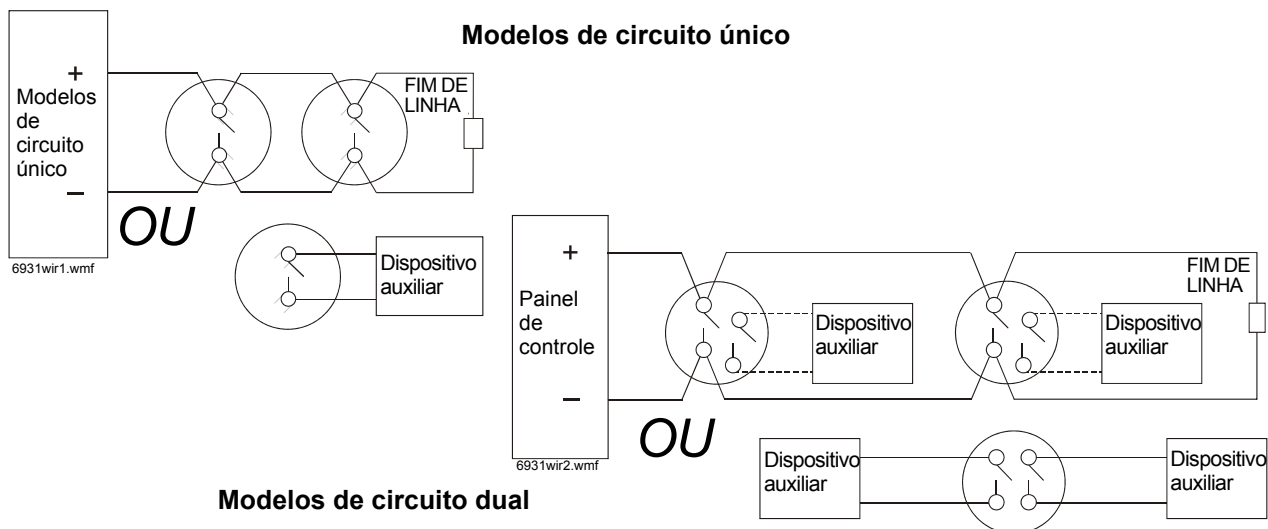 Modelos de circuito único
+
Modelos
de
circuito
único
–
FIM DE
LINHA
OU
6931wir1.wmf
Dispositivo
auxiliar
+
Painel
de
controle
–
6931wir2.wmf
Dispositivo
auxiliar
Dispositivo
auxiliar
FIM DE
LINHA
OU
Dispositivo
auxiliar
Dispositivo
auxiliar
Modelos de circuito dual